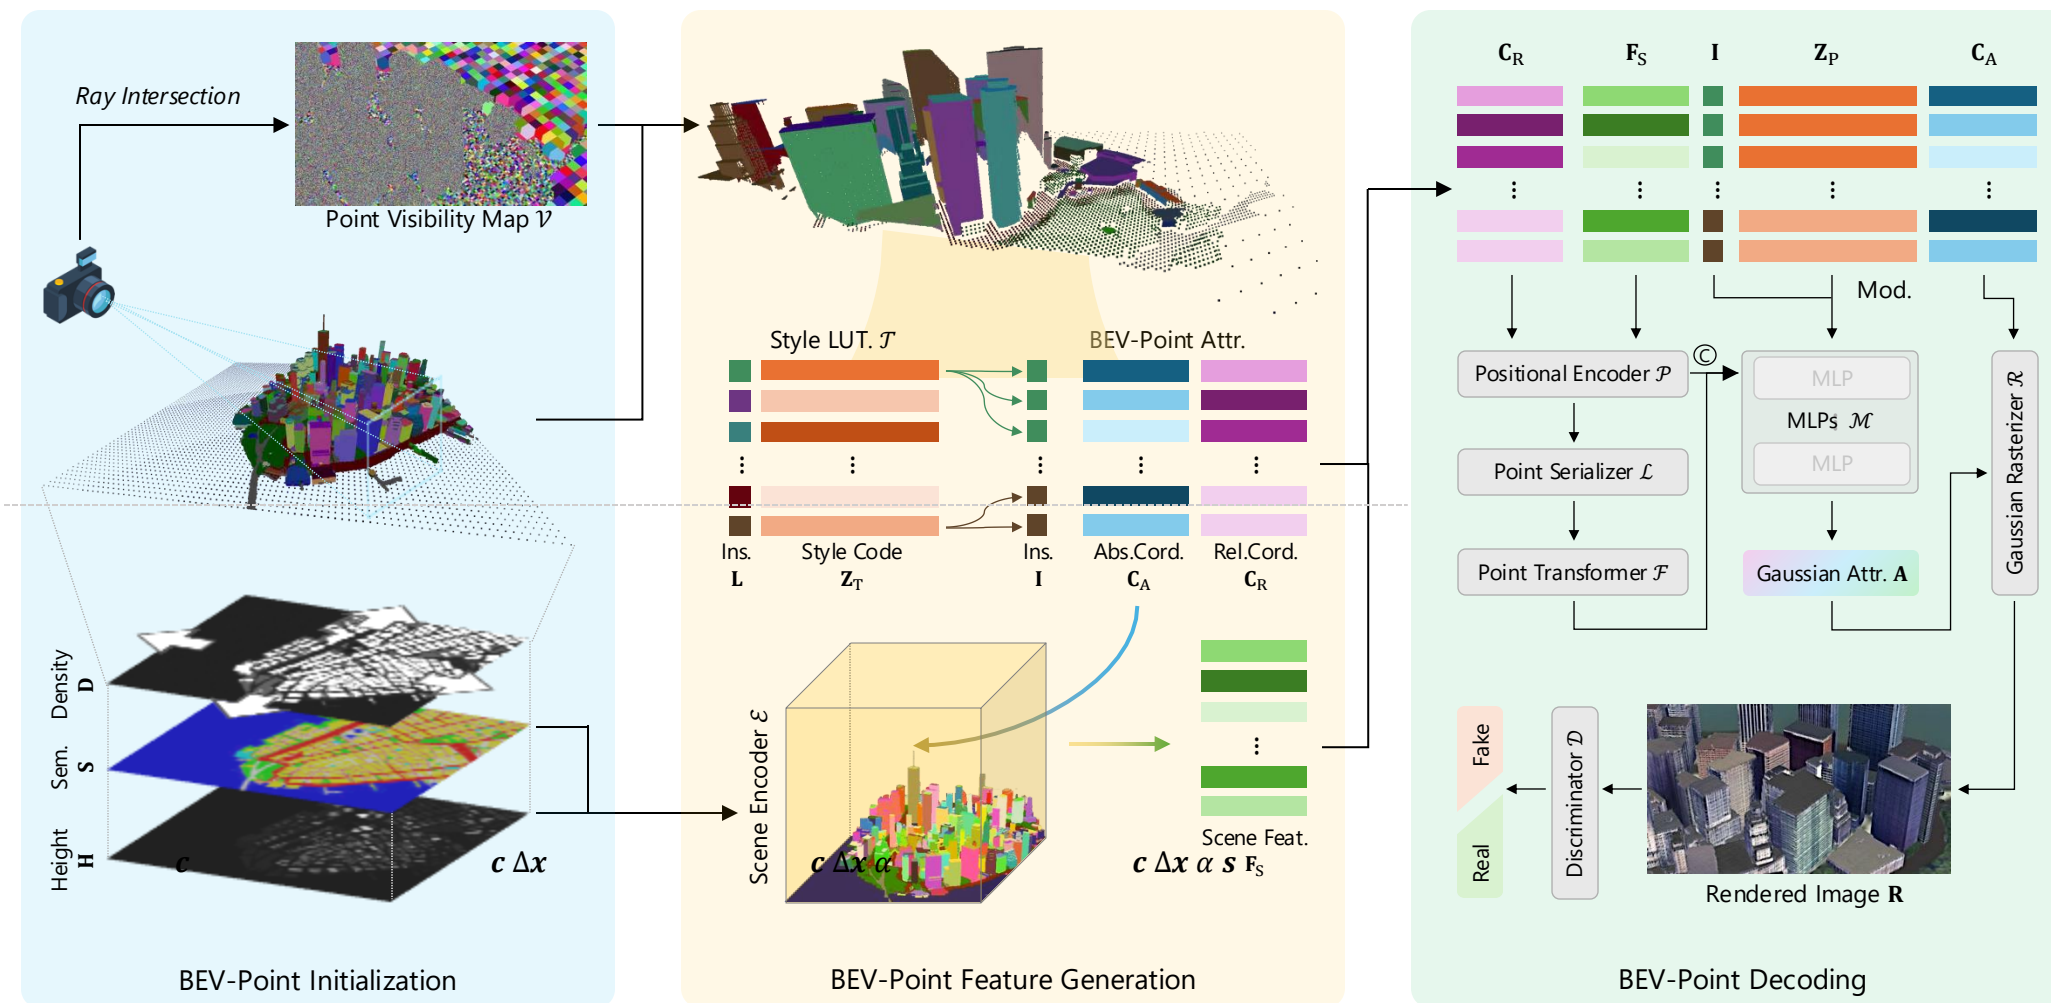 Ray Intersection
Point Visibility Map 𝒱
Density
D
Sem.
S
Height
H
c
c Δx
BEV-Point Initialization
Style LUT. 𝒯
BEV-Point Attr.
Ins.
L
Style Code
Z_T
Ins.
I
Abs.Cord.
C_A
Rel.Cord.
C_R
Scene Encoder ℰ
c Δx α
Scene Feat.
c Δx α s F_S
BEV-Point Feature Generation
C_R
F_S
I
Z_P
C_A
Mod.
Positional Encoder 𝒫
©
MLP
MLPs ℳ
MLP
Point Serializer ℒ
Point Transformer ℱ
Gaussian Attr. A
Gaussian Rasterizer ℛ
Fake
Real
Discriminator 𝒟
Rendered Image R
BEV-Point Decoding